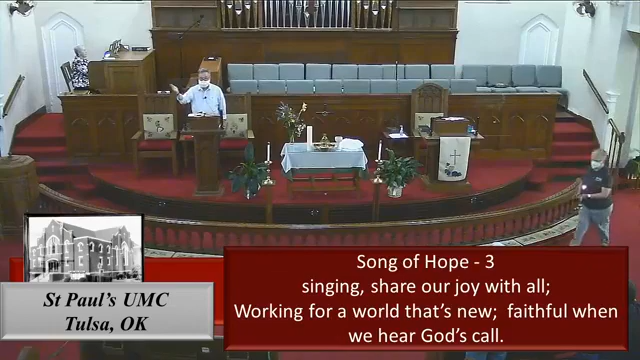 St Paul's UMC
Tulsa, OK
Song of Hope - 3
singing, share our joy with all;
Working for a world that's new;  faithful when
we hear God's call.